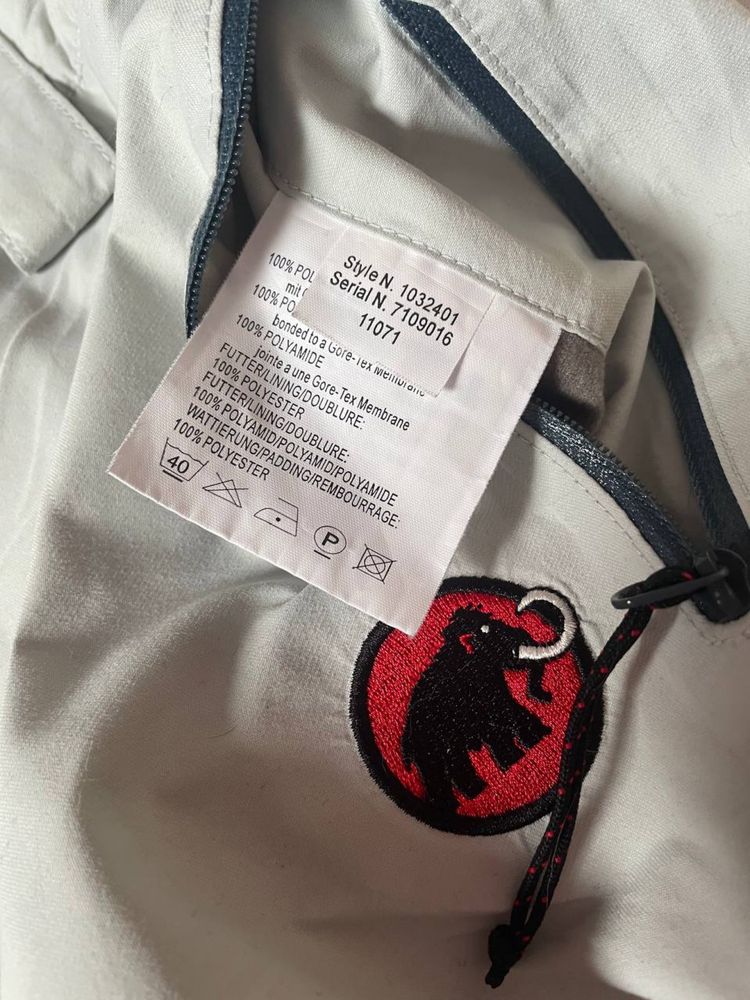 Style N. 1032401
Serial N. 7109016
11071
100%
mit
100%
bonded to a Gore-Tex Membrane
100% POLYAMIDE
jointe a une Gore-Tex Membrane
FUTTER/LINING/DOUBLURE:
100% POLYESTER
FUTTER/LINING/DOUBLURE:
100% POLYAMID/POLYAMID/POLYAMIDE
WATTIERUNG/PADDING/REMBOURRAGE:
100% POLYESTER
40
P